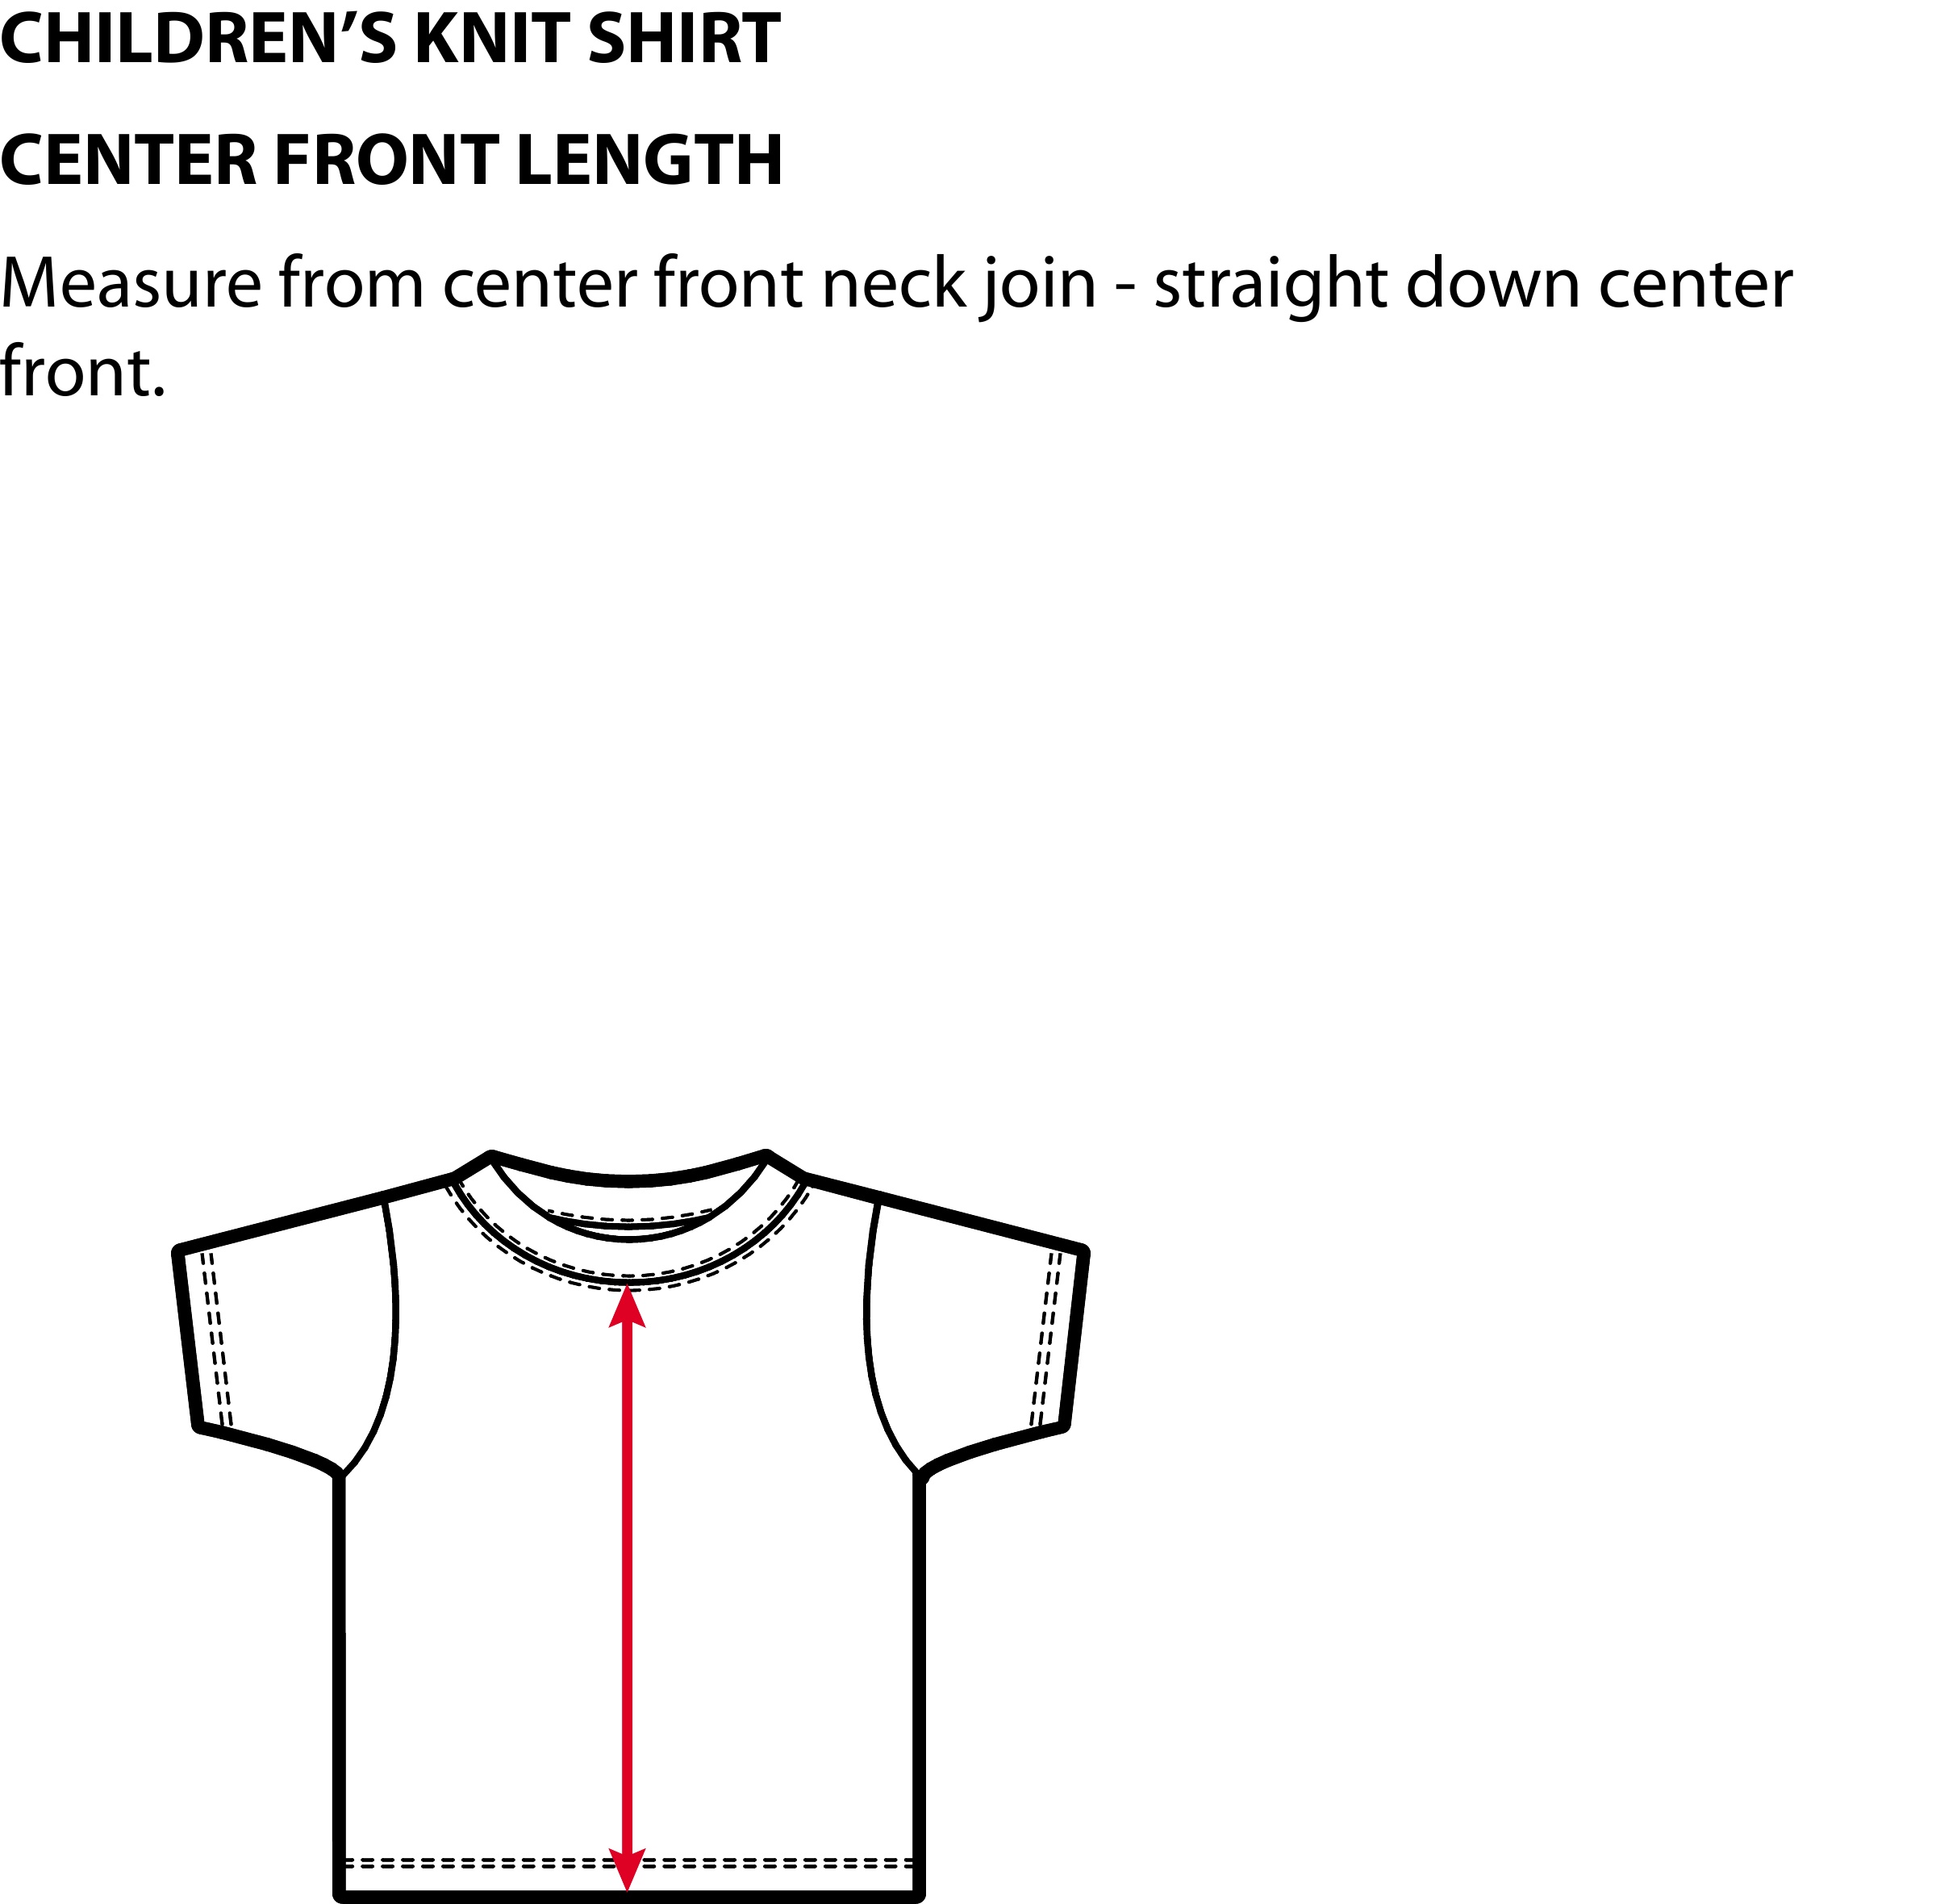 CHILDREN’S KNIT SHIRT
CENTER FRONT LENGTH
Measure from center front neck join - straight down center
front.